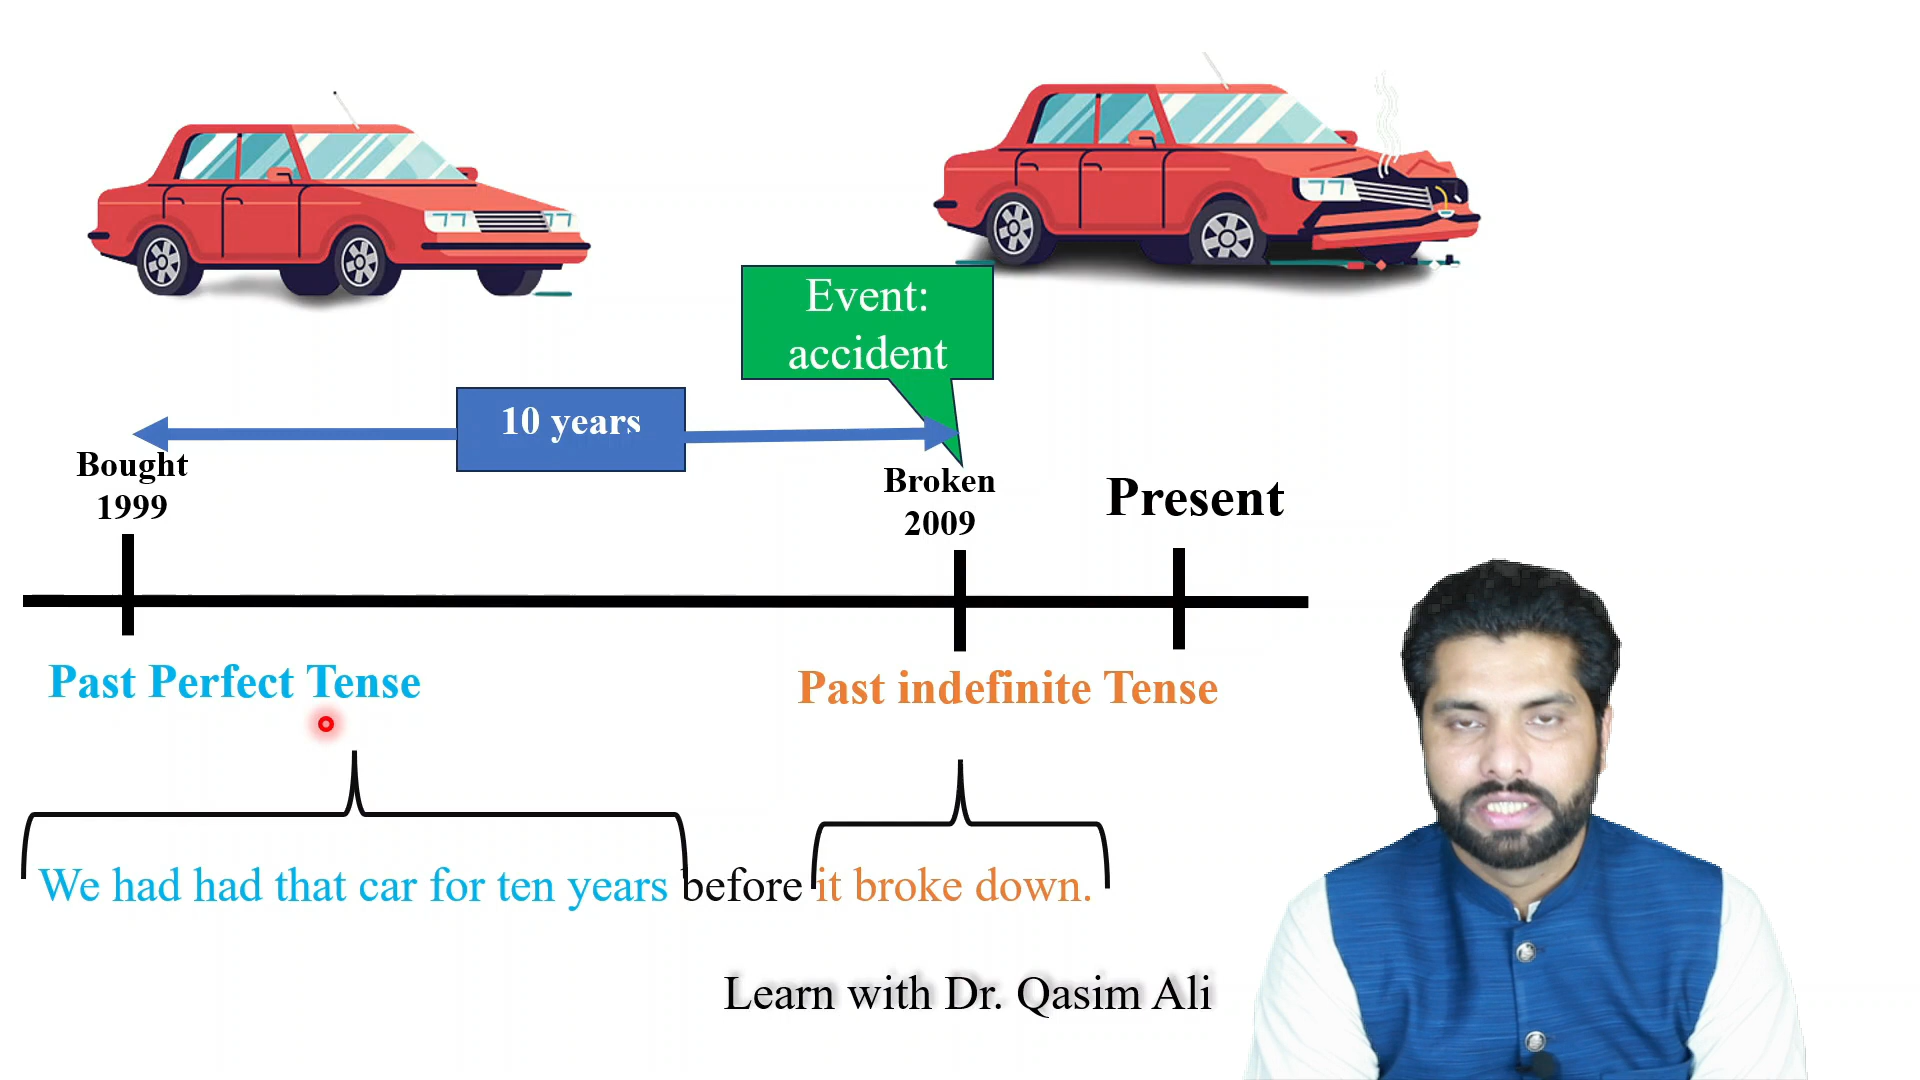 Event:
accident
10 years
Bought
1999
Broken
2009
Present
Past Perfect Tense
Past indefinite Tense
We had had that car for ten years before it broke down.
Learn with Dr. Qasim Ali